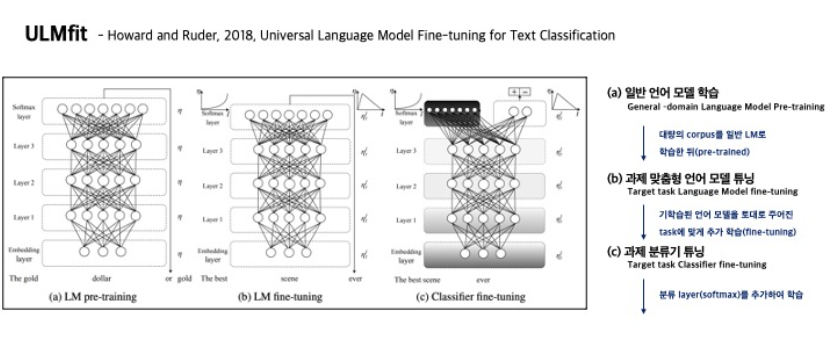 ULMfit - Howard and Ruder, 2018, Universal Language Model Fine-tuning for Text Classification
Softmax layer
Layer 3
Layer 2
Layer 1
Embedding layer
The gold dollar or gold
(a) LM pre-training
Softmax layer
Layer 3
Layer 2
Layer 1
Embedding layer
The best scene ever
(b) LM fine-tuning
Softmax layer
Layer 3
Layer 2
Layer 1
Embedding layer
The best scene ever
(c) Classifier fine-tuning
(a) 일반 언어 모델 학습
General -domain Language Model Pre-training
대량의 corpus를 일반 LM로
학습한 뒤(pre-trained)
(b) 과제 맞춤형 언어 모델 튜닝
Target task Language Model fine-tuning
기학습된 언어 모델을 토대로 주어진
task에 맞게 추가 학습(fine-tuning)
(c) 과제 분류기 튜닝
Target task Classifier fine-tuning
분류 layer(softmax)를 추가하여 학습